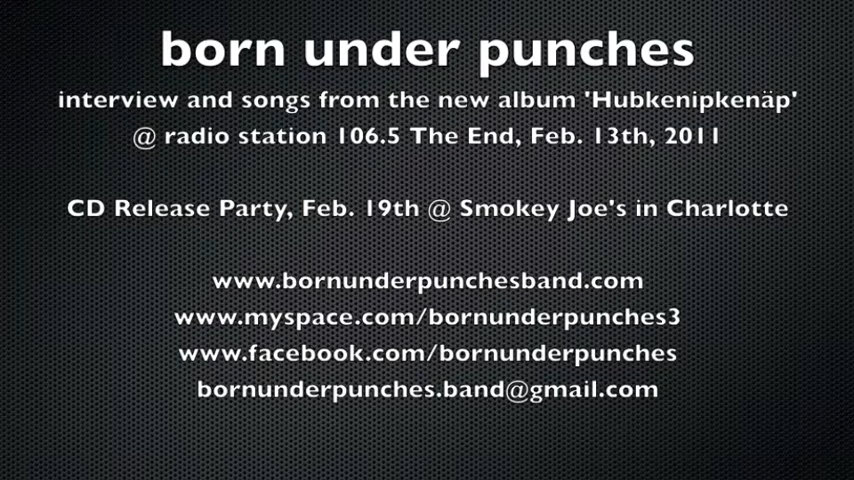 born under punches
interview and songs from the new album 'Hubkenipkenäp'
@ radio station 106.5 The End, Feb. 13th, 2011
CD Release Party, Feb. 19th @ Smokey Joe's in Charlotte
www.bornunderpunchesband.com
www.myspace.com/bornunderpunches3
www.facebook.com/bornunderpunches
bornunderpunches.band@gmail.com